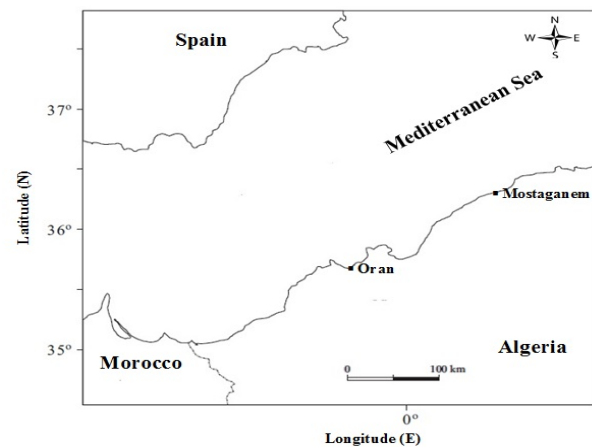 Spain
N
W E
S
37°
Mediterranean Sea
Mostaganem
36°
Latitude (N)
Oran
35°
Morocco
Algeria
0 100 km
0°
Longitude (E)